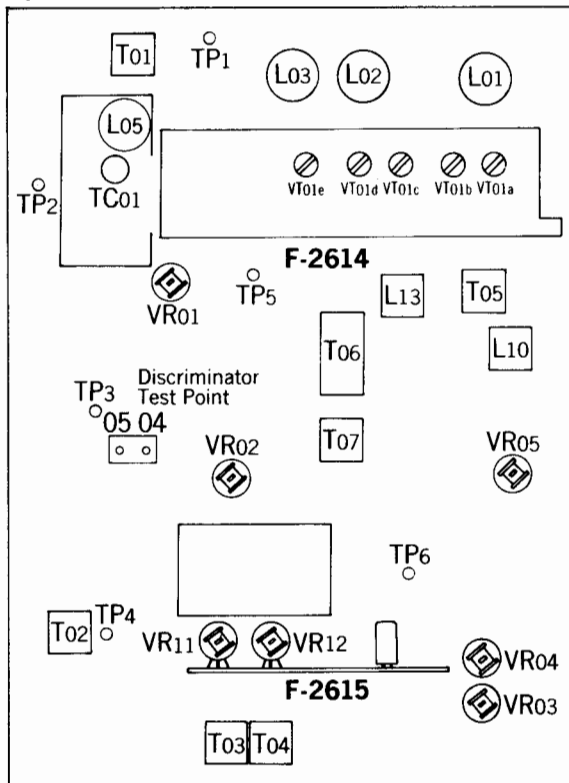 T01 TP1 L03 L02 L01
L05
TC01
TP2
VT01e VT01d VT01c VT01b VT01a
F-2614
VR01 TP5 L13 T05
T06 L10
Discriminator
Test Point
TP3
05 04
VR02 T07 VR05
TP6
T02 TP4 VR11 VR12
VR04
F-2615 VR03
T03 T04